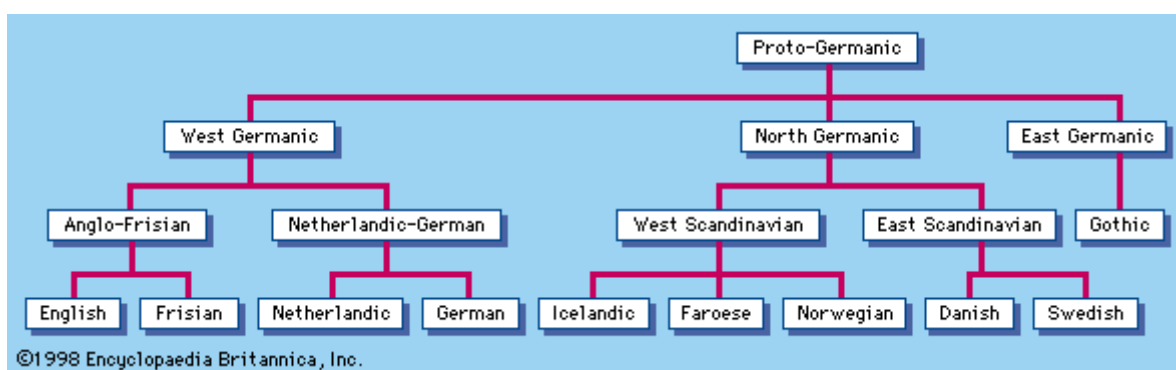 Proto-Germanic
West Germanic
North Germanic
East Germanic
Anglo-Frisian
Netherlandic-German
West Scandinavian
East Scandinavian
Gothic
English
Frisian
Netherlandic
German
Icelandic
Faroese
Norwegian
Danish
Swedish
©1998 Encyclopaedia Britannica, Inc.